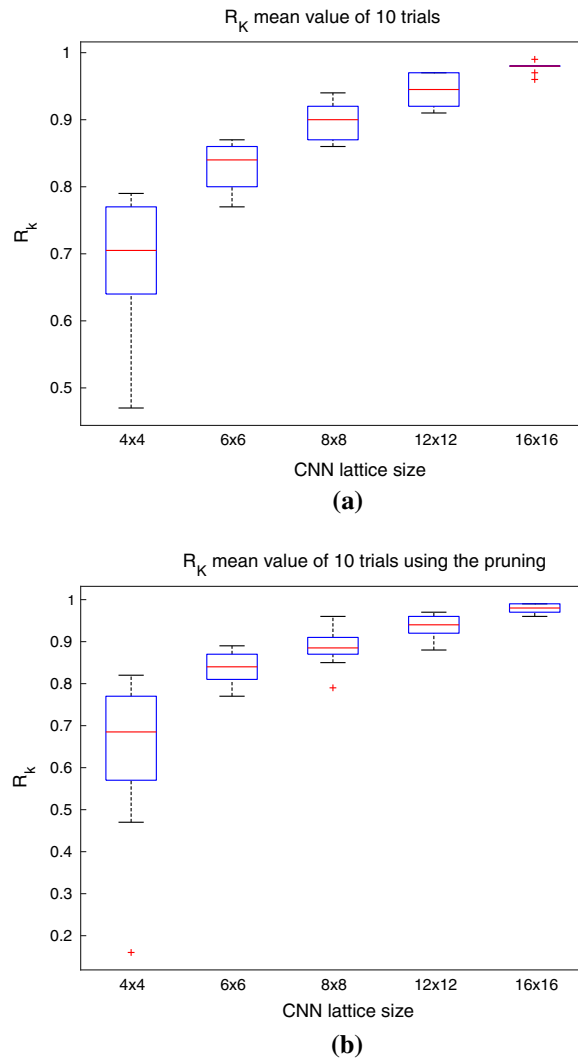 R_K mean value of 10 trials
1
0.9
0.8
0.7
0.6
0.5
R_k
4x4 6x6 8x8 12x12 16x16
CNN lattice size
(a)
R_K mean value of 10 trials using the pruning
1
0.9
0.8
0.7
0.6
0.5
0.4
0.3
0.2
R_k
4x4 6x6 8x8 12x12 16x16
CNN lattice size
(b)